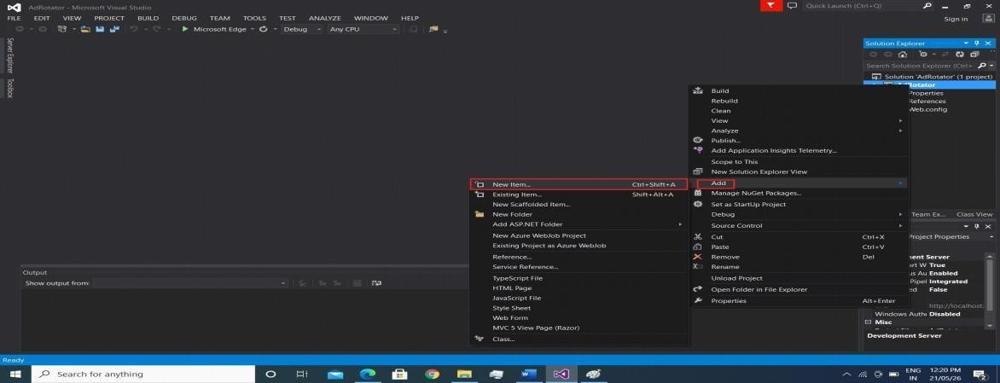 AdRotator - Microsoft Visual Studio
Quick Launch (Ctrl+Q)
FILE EDIT VIEW PROJECT BUILD DEBUG TEAM TOOLS TEST ANALYZE WINDOW HELP
Sign in
Microsoft Edge Debug Any CPU
Server Explorer
Toolbox
Solution Explorer
Search Solution Explorer (Ctrl+
Solution 'AdRotator' (1 project)
AdRotator
Properties
References
Web.config
Build
Rebuild
Clean
View
Analyze
Publish...
Add Application Insights Telemetry...
Scope to This
New Solution Explorer View
Add
Manage NuGet Packages...
Set as StartUp Project
Debug
Source Control
Cut Ctrl+X
Paste Ctrl+V
Remove Del
Rename
Unload Project
Open Folder in File Explorer
Properties Alt+Enter
New Item... Ctrl+Shift+A
Existing Item... Shift+Alt+A
New Scaffolded Item...
New Folder
Add ASP.NET Folder
New Azure WebJob Project
Existing Project as Azure WebJob
Reference...
Service Reference...
TypeScript File
HTML Page
JavaScript File
Style Sheet
Web Form
MVC 5 View Page (Razor)
Class...
Team Ex... Class View
Project Properties
ent Server
art W True
us Au Enabled
Pipel Integrated
d False
http://localhost:
Windows Authe Disabled
Misc
Development Server
Output
Show output from:
Ready
Search for anything
ENG
IN
12:20 PM
21/05/26
2